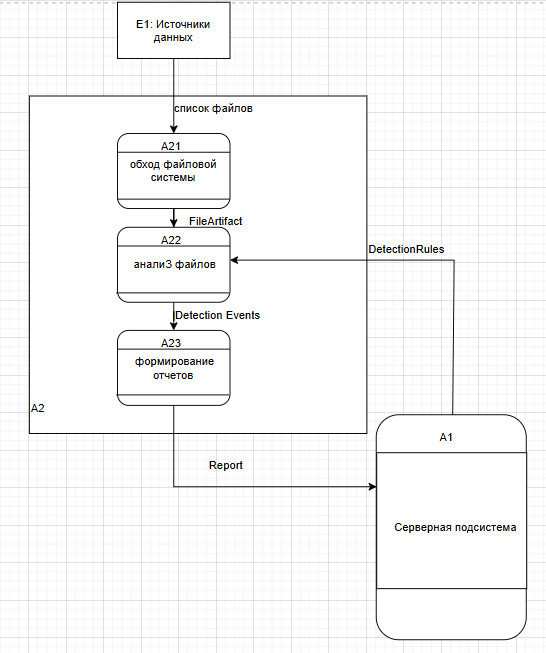 E1: Источники
данных
список файлов
A21
обход файловой
системы
FileArtifact
A22
анализ файлов
DetectionRules
Detection Events
A23
формирование
отчетов
A2
A1
Report
Серверная подсистема